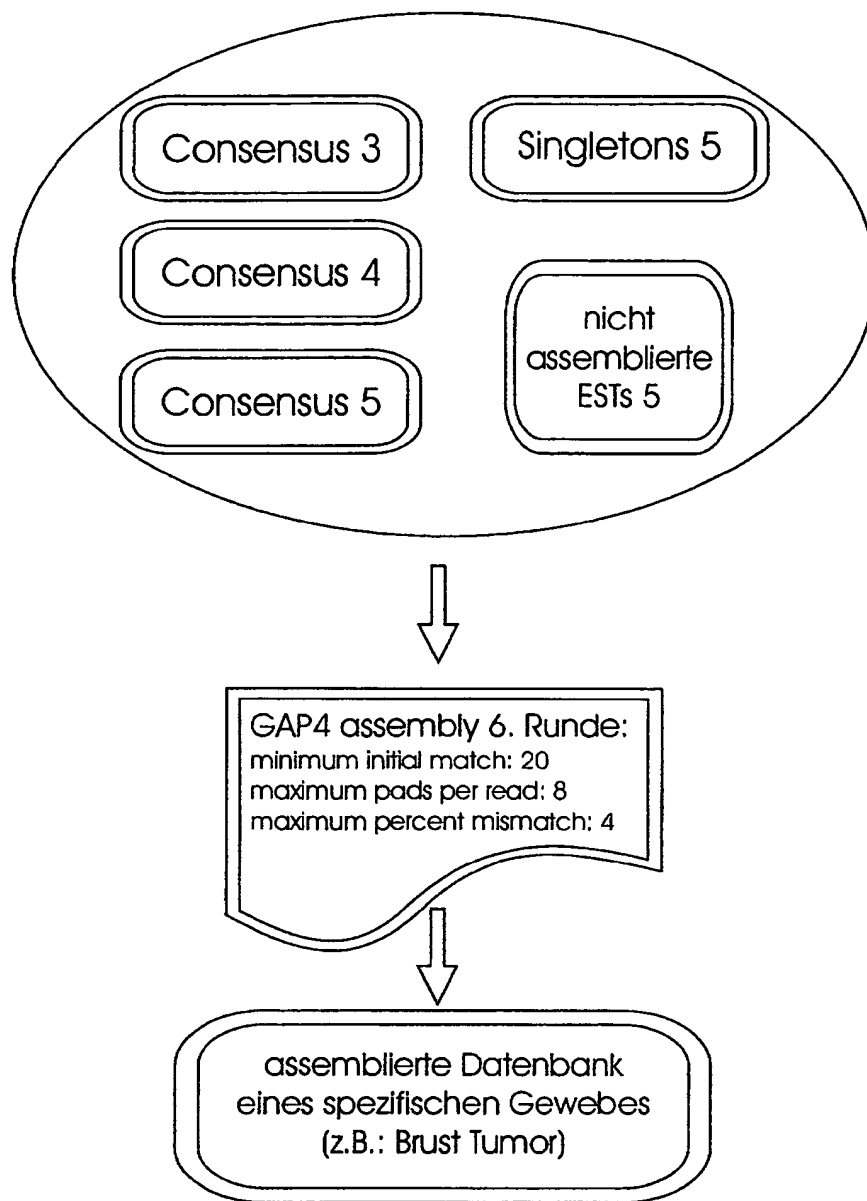 Consensus 3
Singletons 5
Consensus 4
nicht
assemblierte
ESTs 5
Consensus 5
GAP4 assembly 6. Runde:
minimum initial match: 20
maximum pads per read: 8
maximum percent mismatch: 4
assemblierte Datenbank
eines spezifischen Gewebes
(z.B.: Brust Tumor)